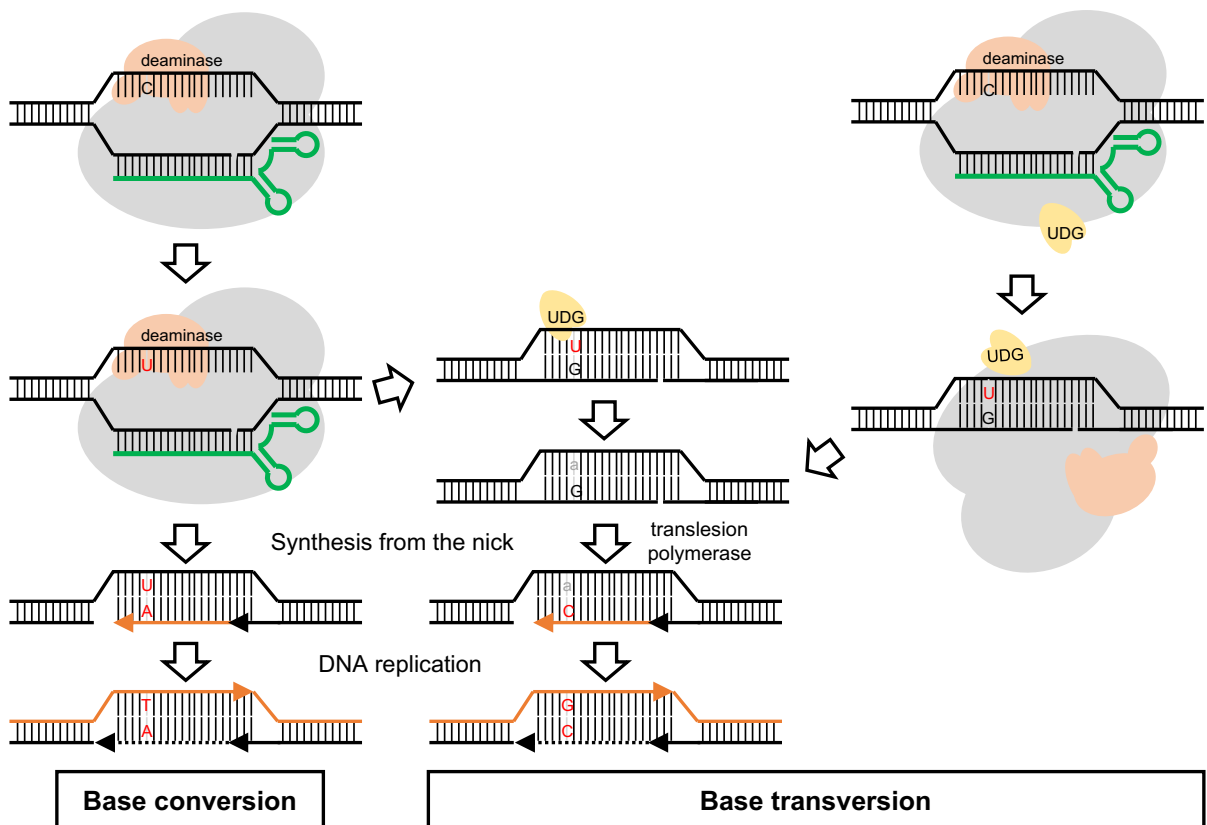 deaminase
C
deaminase
C
UDG
deaminase
U
UDG
U
G
UDG
U
G
a
G
Synthesis from the nick
translesion
polymerase
U
A
a
C
DNA replication
T
A
G
C
Base conversion
Base transversion